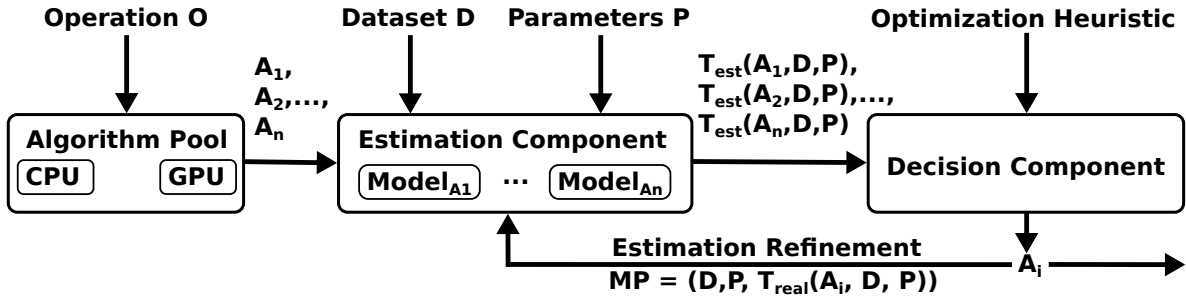 Operation O
Dataset D
Parameters P
Optimization Heuristic
A1,
A2,...,
An
Test(A1,D,P),
Test(A2,D,P),...,
Test(An,D,P)
Algorithm Pool
CPU
GPU
Estimation Component
ModelA1 ... ModelAn
Decision Component
Estimation Refinement
MP = (D,P, Treal(Ai, D, P))
Ai